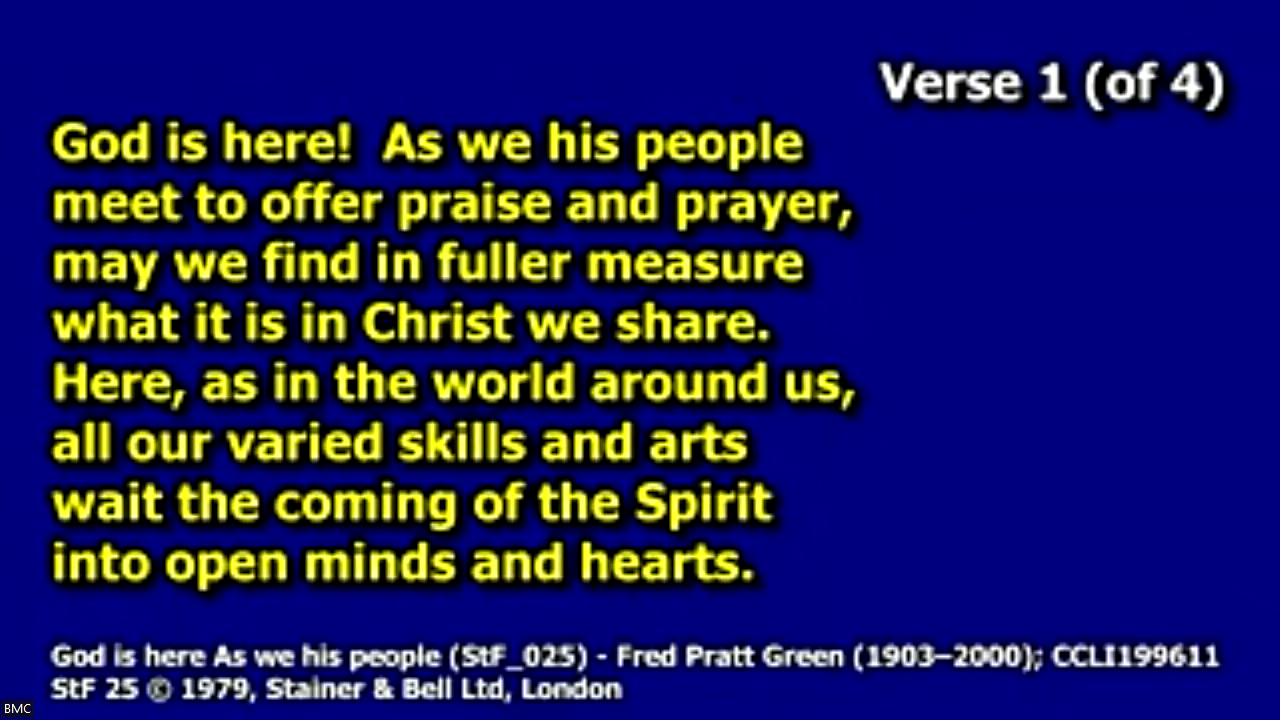 Verse 1 (of 4)
God is here!  As we his people
meet to offer praise and prayer,
may we find in fuller measure
what it is in Christ we share.
Here, as in the world around us,
all our varied skills and arts
wait the coming of the Spirit
into open minds and hearts.
God is here As we his people (StF_025) - Fred Pratt Green (1903–2000); CCLI199611
StF 25 © 1979, Stainer & Bell Ltd, London
BMC